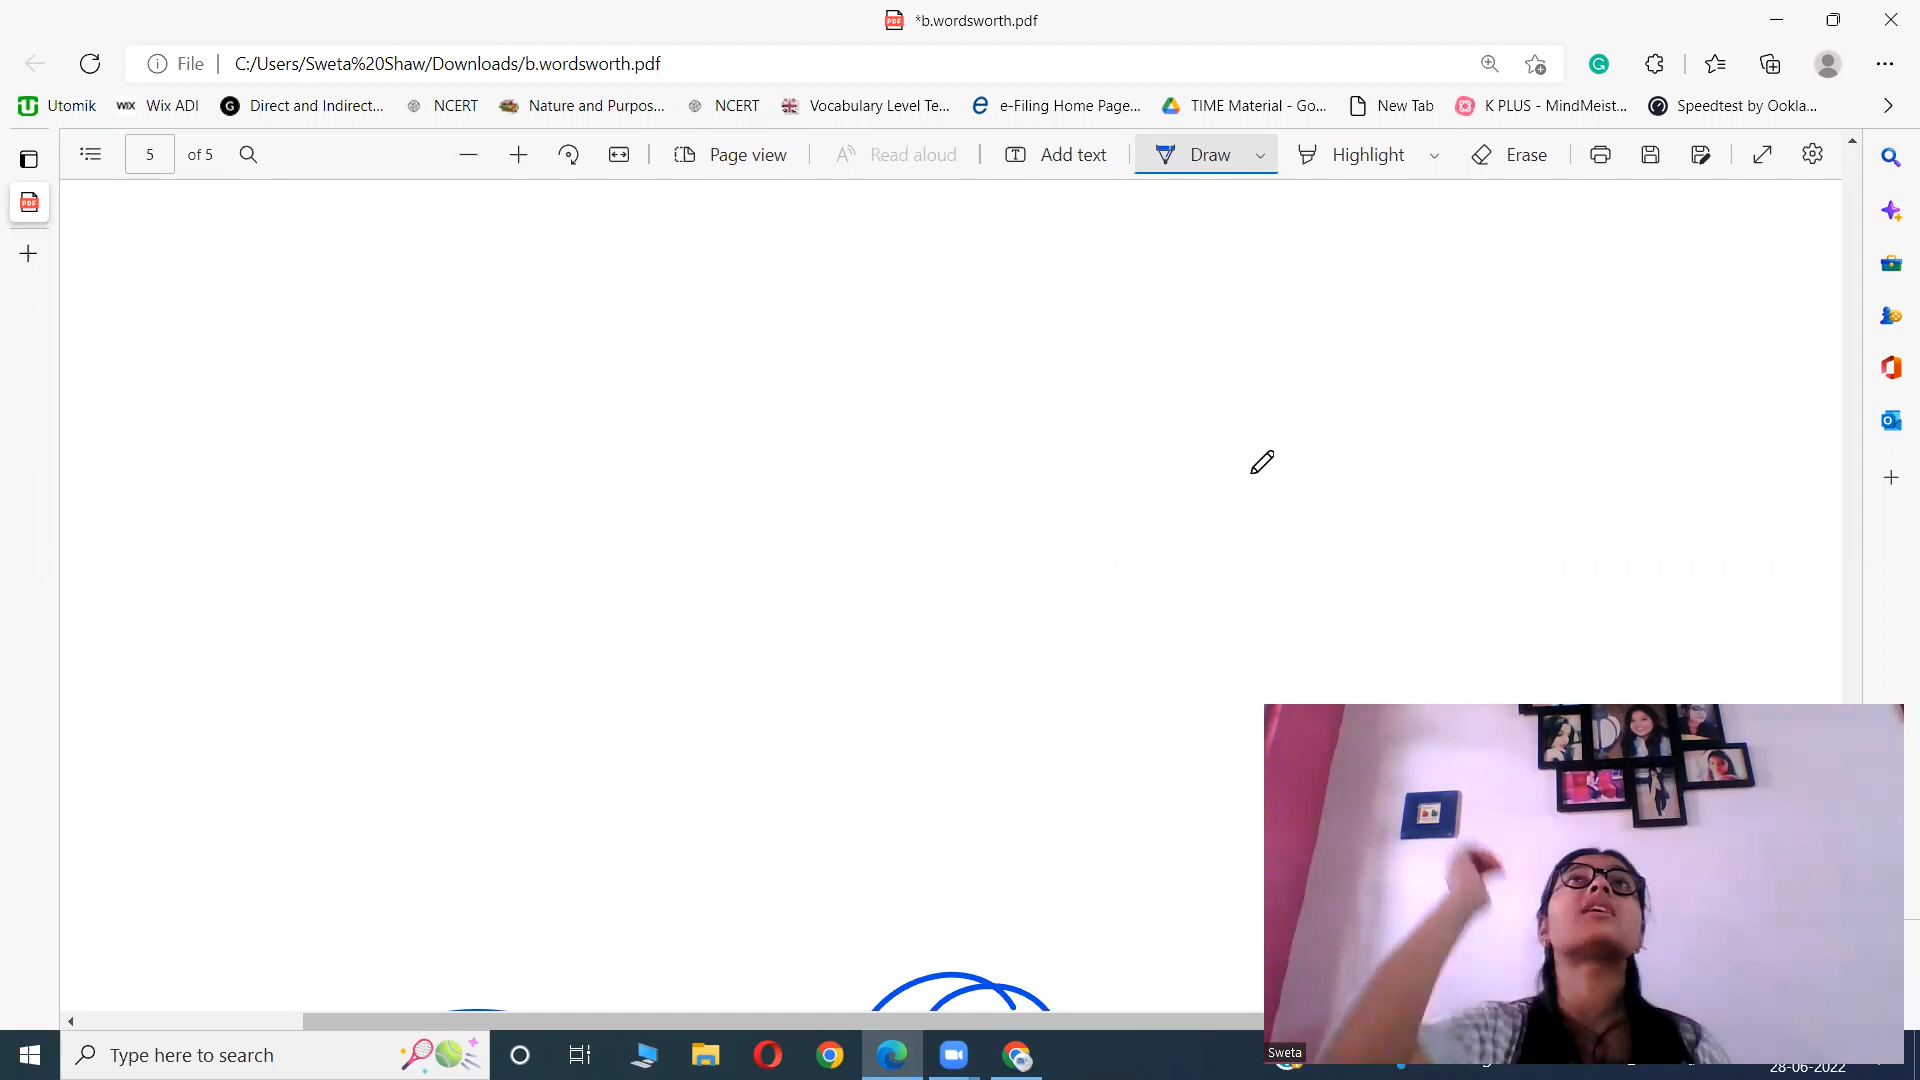 *b.wordsworth.pdf
File C:/Users/Sweta%20Shaw/Downloads/b.wordsworth.pdf
Utomik Wix ADI Direct and Indirect... NCERT Nature and Purpos... NCERT Vocabulary Level Te... e-Filing Home Page... TIME Material - Go... New Tab K PLUS - MindMeist... Speedtest by Ookla...
5 of 5 Page view Read aloud Add text Draw Highlight Erase
Type here to search
Sweta
28-06-2022